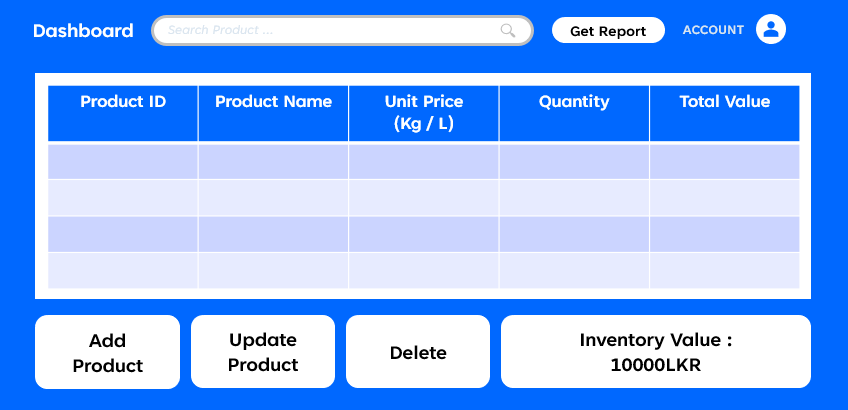 Dashboard
Search Product ...
Get Report
ACCOUNT
Product ID
Product Name
Unit Price
(Kg / L)
Quantity
Total Value
Add
Product
Update
Product
Delete
Inventory Value :
10000LKR